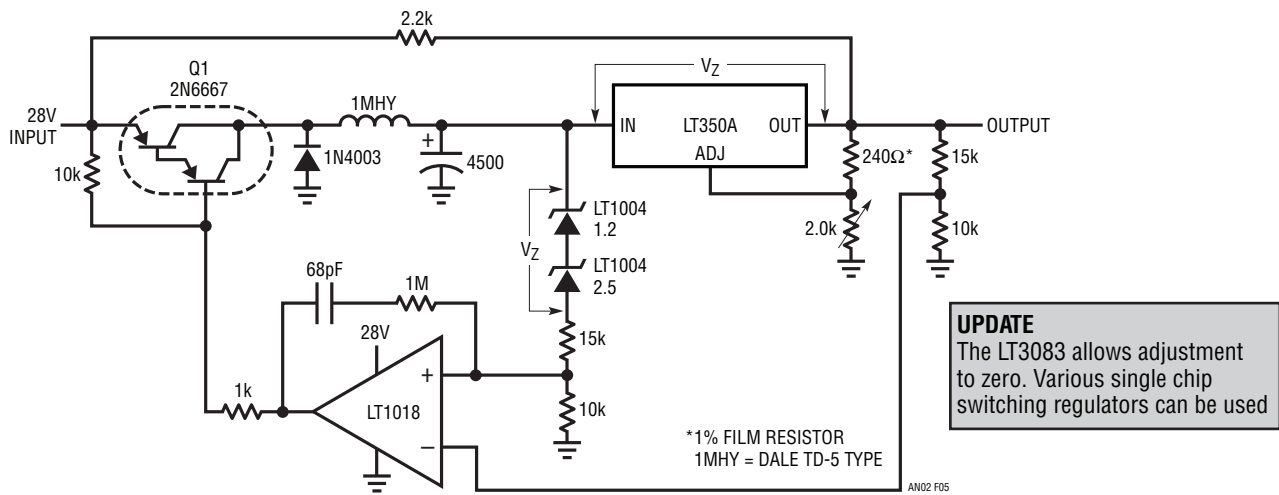 2.2k
Q1
2N6667
28V
INPUT
10k
1MHY
1N4003
+
4500
VZ
IN
LT350A
OUT
ADJ
OUTPUT
240Ω*
15k
2.0k
10k
VZ
LT1004
1.2
LT1004
2.5
68pF
1M
28V
15k
1k
+
LT1018
–
10k
*1% FILM RESISTOR
1MHY = DALE TD-5 TYPE
AN02 F05
UPDATE
The LT3083 allows adjustment
to zero. Various single chip
switching regulators can be used